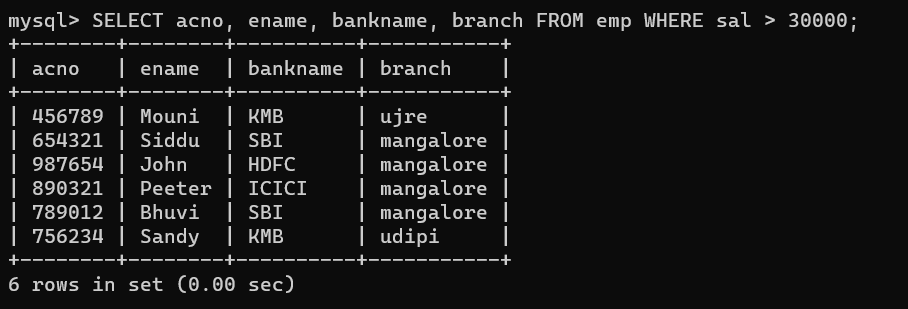 mysql> SELECT acno, ename, bankname, branch FROM emp WHERE sal > 30000;
+--------+--------+----------+-----------+
| acno   | ename  | bankname | branch    |
+--------+--------+----------+-----------+
| 456789 | Mouni  | KMB      | ujre      |
| 654321 | Siddu  | SBI      | mangalore |
| 987654 | John   | HDFC     | mangalore |
| 890321 | Peeter | ICICI    | mangalore |
| 789012 | Bhuvi  | SBI      | mangalore |
| 756234 | Sandy  | KMB      | udipi     |
+--------+--------+----------+-----------+
6 rows in set (0.00 sec)